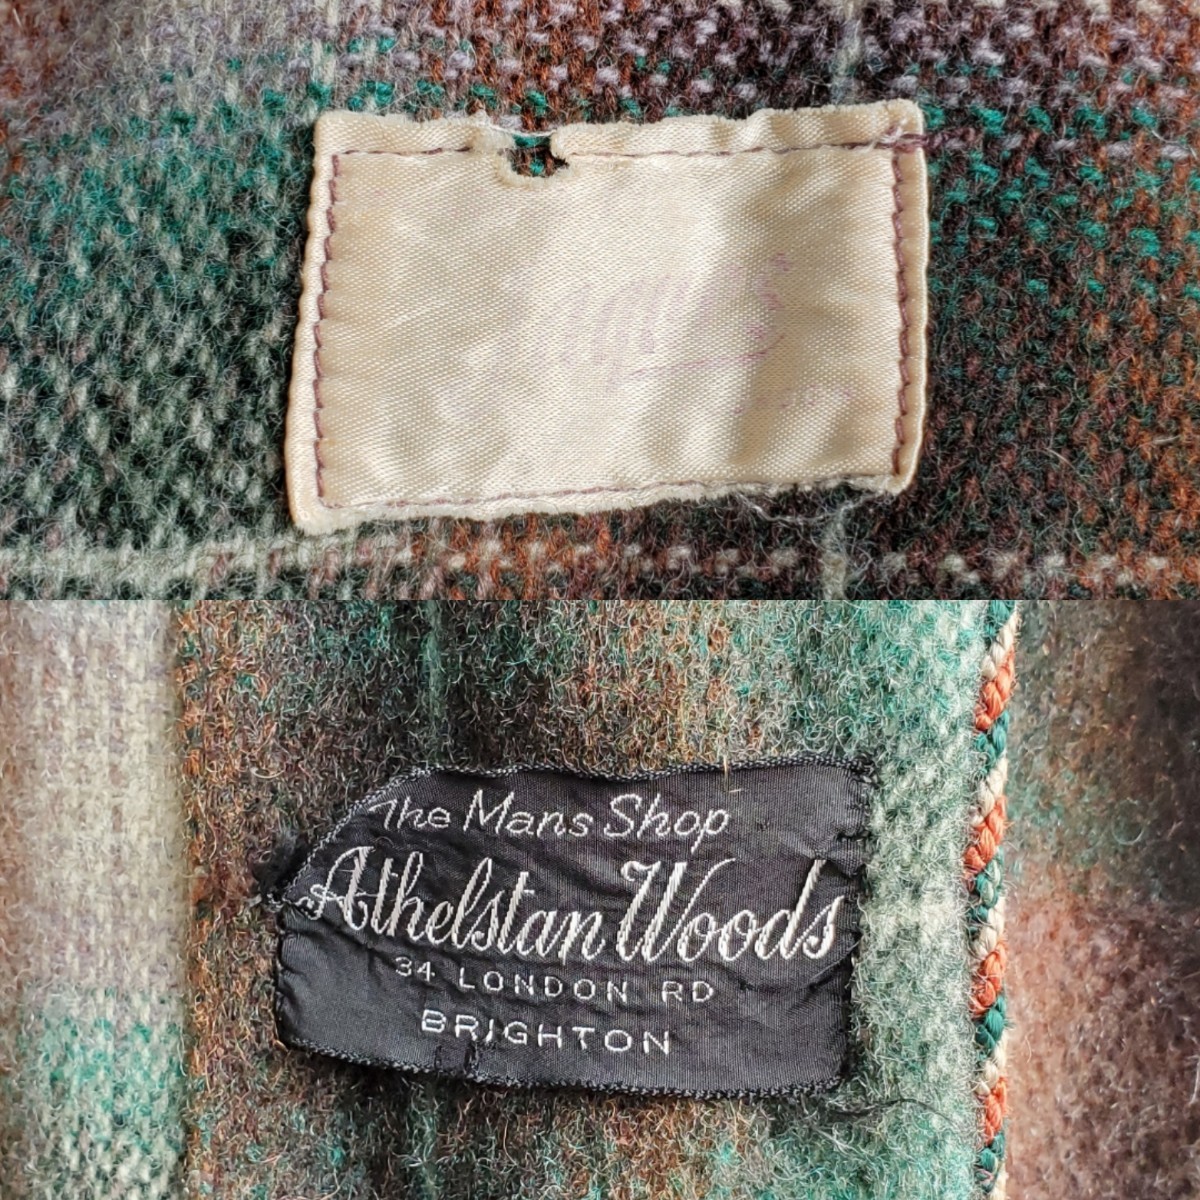 The Mans Shop
Athelstan Woods
34 LONDON RD
BRIGHTON